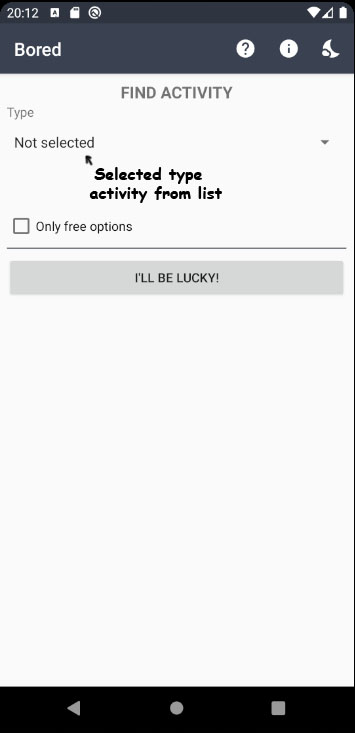 20:12
Bored
FIND ACTIVITY
Type
Not selected
Selected type
activity from list
Only free options
I'LL BE LUCKY!